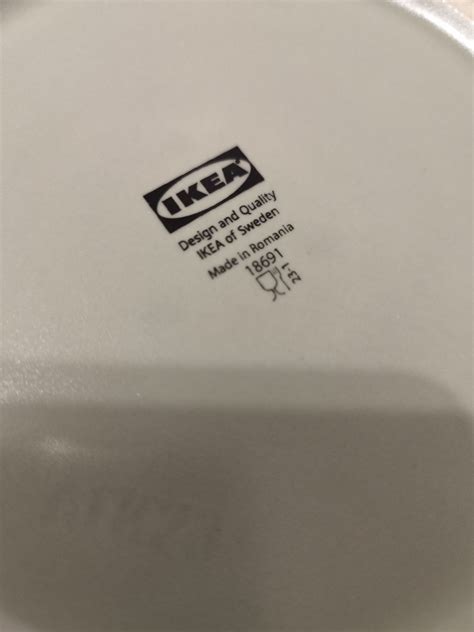 IKEA
Design and Quality
IKEA of Sweden
Made in Romania
18691